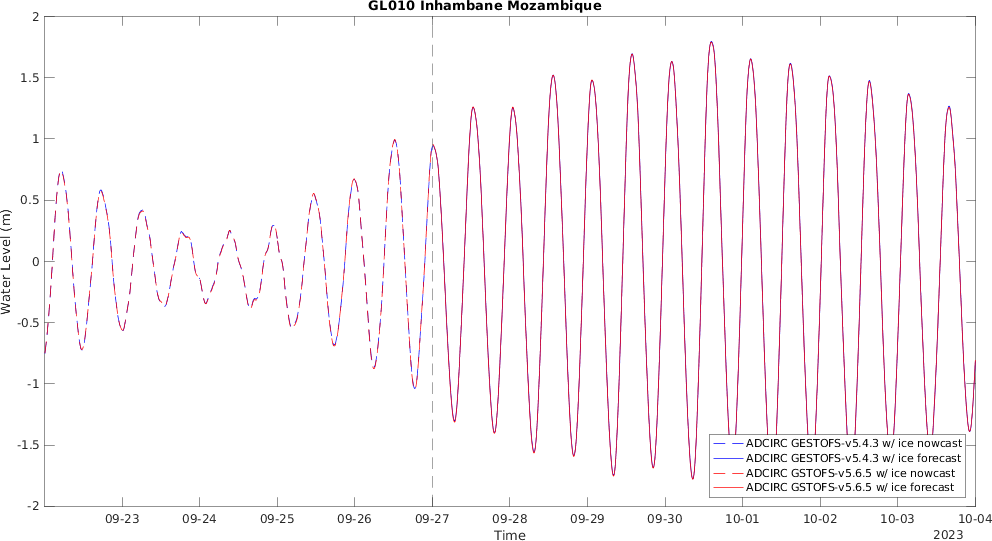 GL010 Inhambane Mozambique
2
1.5
1
0.5
0
-0.5
-1
-1.5
-2
Water Level (m)
ADCIRC GESTOFS-v5.4.3 w/ ice nowcast
ADCIRC GESTOFS-v5.4.3 w/ ice forecast
ADCIRC GSTOFS-v5.6.5 w/ ice nowcast
ADCIRC GSTOFS-v5.6.5 w/ ice forecast
09-23 09-24 09-25 09-26 09-27 09-28 09-29 09-30 10-01 10-02 10-03 10-04
Time
2023